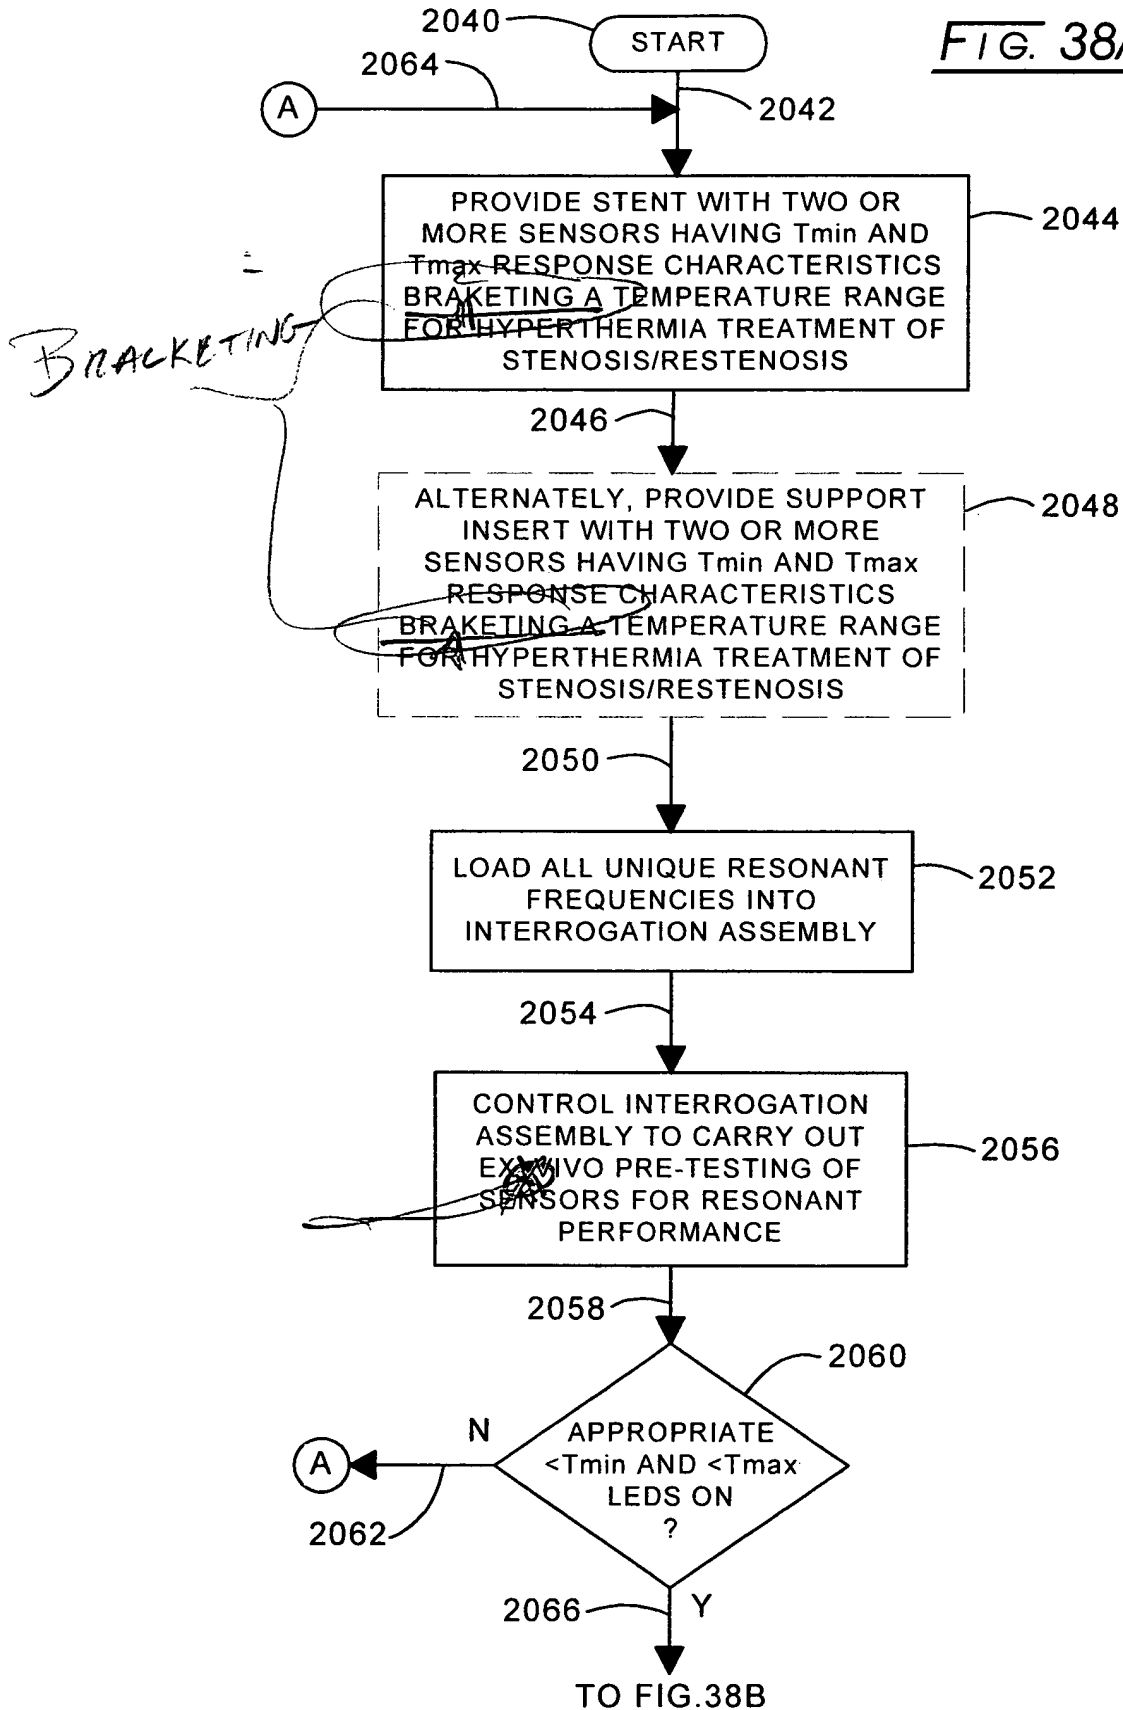 2040
START
FIG. 38A
2064
A
2042
PROVIDE STENT WITH TWO OR
MORE SENSORS HAVING Tmin AND
Tmax RESPONSE CHARACTERISTICS
BRAKETING A TEMPERATURE RANGE
FOR HYPERTHERMIA TREATMENT OF
STENOSIS/RESTENOSIS
2044
BRACKETING
2046
ALTERNATELY, PROVIDE SUPPORT
INSERT WITH TWO OR MORE
SENSORS HAVING Tmin AND Tmax
RESPONSE CHARACTERISTICS
BRAKETING A TEMPERATURE RANGE
FOR HYPERTHERMIA TREATMENT OF
STENOSIS/RESTENOSIS
2048
2050
LOAD ALL UNIQUE RESONANT
FREQUENCIES INTO
INTERROGATION ASSEMBLY
2052
2054
CONTROL INTERROGATION
ASSEMBLY TO CARRY OUT
EX VIVO PRE-TESTING OF
SENSORS FOR RESONANT
PERFORMANCE
2056
2058
2060
N
APPROPRIATE
<Tmin AND <Tmax
LEDS ON
?
A
2062
2066
Y
TO FIG.38B